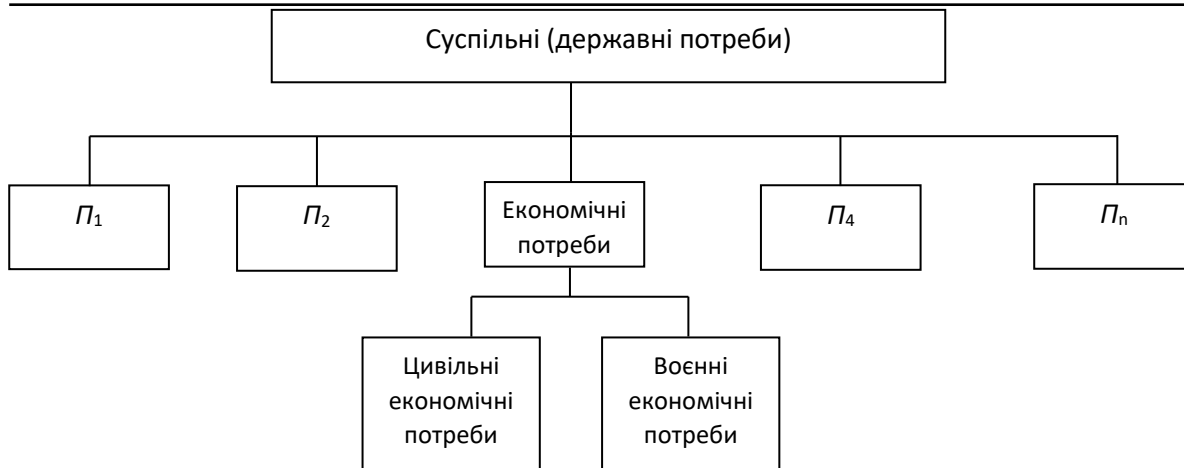 Суспільні (державні потреби)
П1
П2
Економічні
потреби
П4
Пn
Цивільні
економічні
потреби
Воєнні
економічні
потреби